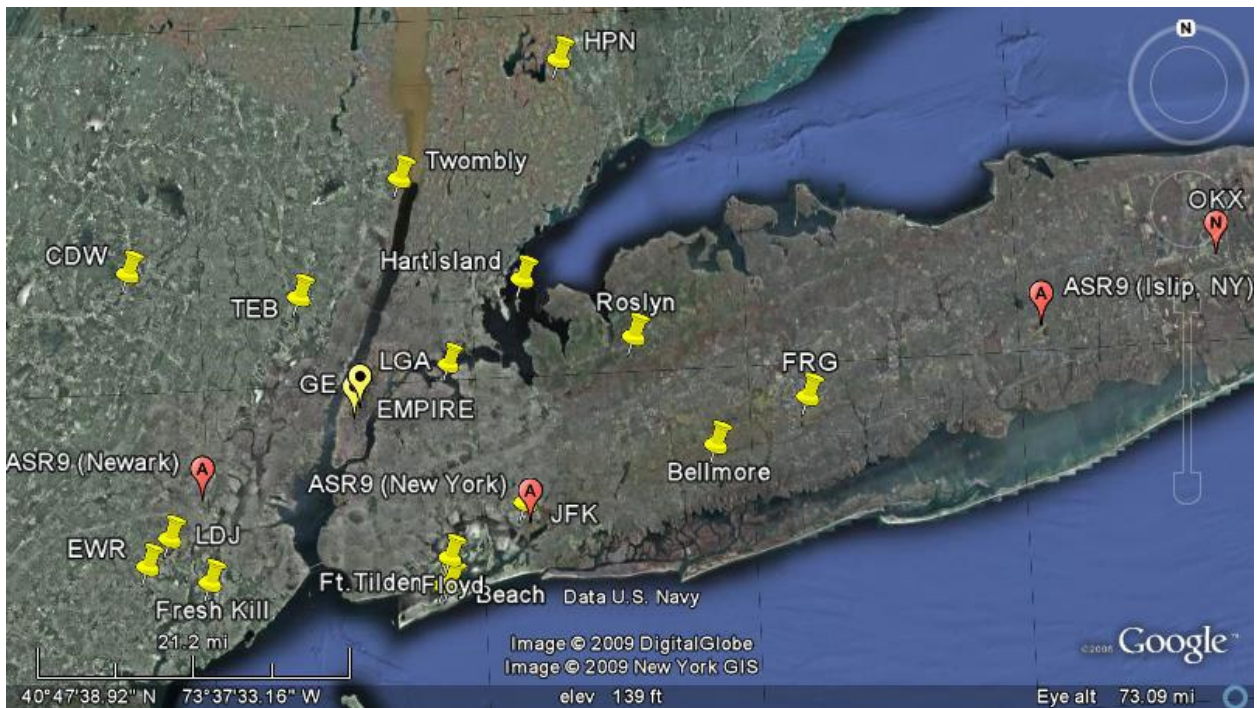 N
HPN
Twombly
OKX
N
CDW
HartIsland
TEB
Roslyn
A
ASR9 (Islip, NY)
LGA
FRG
GE
EMPIRE
ASR9 (Newark)
A
Bellmore
ASR9 (New York)
A
JFK
LDJ
EWR
Ft.Tilden
Floyd
Beach
Data U.S. Navy
Fresh Kill
21.2 mi
Image © 2009 DigitalGlobe
Image © 2009 New York GIS
©2008 Google™
40°47'38.92" N 73°37'33.16" W elev 139 ft Eye alt 73.09 mi